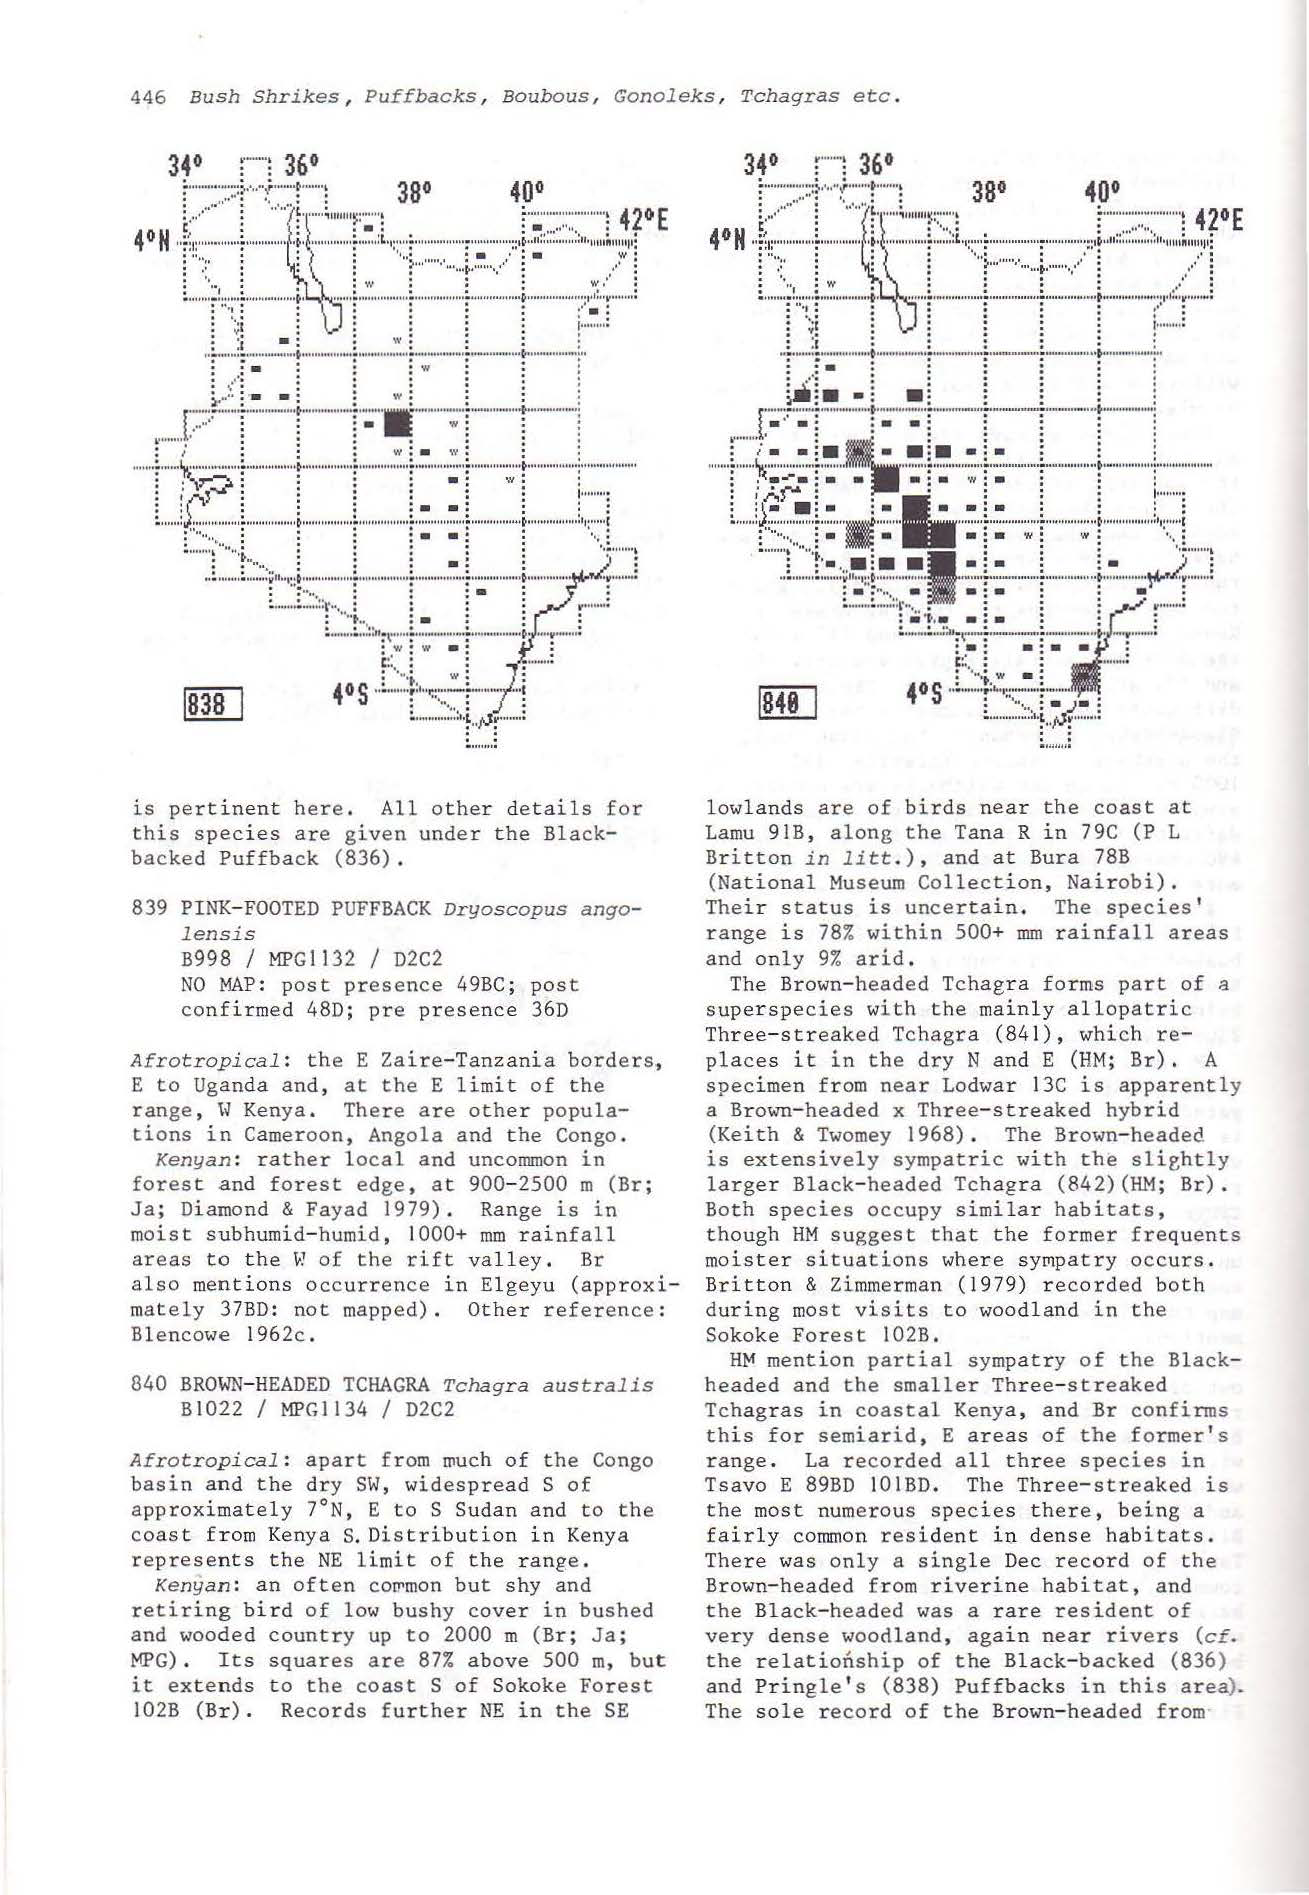 446 Bush Shrikes, Puffbacks, Boubous, Gonoleks, Tchagras etc.
34° 36°
38° 40°
42°E
4°N
838
4°S
34° 36°
38° 40°
42°E
4°N
840
4°S
is pertinent here. All other details for
this species are given under the Black-
backed Puffback (836).
839 PINK-FOOTED PUFFBACK Dryoscopus ango-
lensis
B998 / MPG1132 / D2C2
NO MAP: post presence 49BC; post
confirmed 48D; pre presence 36D
Afrotropical: the E Zaire-Tanzania borders,
E to Uganda and, at the E limit of the
range, W Kenya. There are other popula-
tions in Cameroon, Angola and the Congo.
Kenyan: rather local and uncommon in
forest and forest edge, at 900-2500 m (Br;
Ja; Diamond & Fayad 1979). Range is in
moist subhumid-humid, 1000+ mm rainfall
areas to the W of the rift valley. Br
also mentions occurrence in Elgeyu (approxi-
mately 37BD: not mapped). Other reference:
Blencowe 1962c.
840 BROWN-HEADED TCHAGRA Tchagra australis
B1022 / MPG1134 / D2C2
Afrotropical: apart from much of the Congo
basin and the dry SW, widespread S of
approximately 7°N, E to S Sudan and to the
coast from Kenya S. Distribution in Kenya
represents the NE limit of the range.
Kenyan: an often common but shy and
retiring bird of low bushy cover in bushed
and wooded country up to 2000 m (Br; Ja;
MPG). Its squares are 87% above 500 m, but
it extends to the coast S of Sokoke Forest
102B (Br). Records further NE in the SE
lowlands are of birds near the coast at
Lamu 91B, along the Tana R in 79C (P L
Britton in litt.), and at Bura 78B
(National Museum Collection, Nairobi).
Their status is uncertain. The species'
range is 78% within 500+ mm rainfall areas
and only 9% arid.
The Brown-headed Tchagra forms part of a
superspecies with the mainly allopatric
Three-streaked Tchagra (841), which re-
places it in the dry N and E (HM; Br). A
specimen from near Lodwar 13C is apparently
a Brown-headed x Three-streaked hybrid
(Keith & Twomey 1968). The Brown-headed
is extensively sympatric with the slightly
larger Black-headed Tchagra (842)(HM; Br).
Both species occupy similar habitats,
though HM suggest that the former frequents
moister situations where sympatry occurs.
Britton & Zimmerman (1979) recorded both
during most visits to woodland in the
Sokoke Forest 102B.
HM mention partial sympatry of the Black-
headed and the smaller Three-streaked
Tchagras in coastal Kenya, and Br confirms
this for semiarid, E areas of the former's
range. La recorded all three species in
Tsavo E 89BD 101BD. The Three-streaked is
the most numerous species there, being a
fairly common resident in dense habitats.
There was only a single Dec record of the
Brown-headed from riverine habitat, and
the Black-headed was a rare resident of
very dense woodland, again near rivers (cf.
the relationship of the Black-backed (836)
and Pringle's (838) Puffbacks in this area).
The sole record of the Brown-headed from